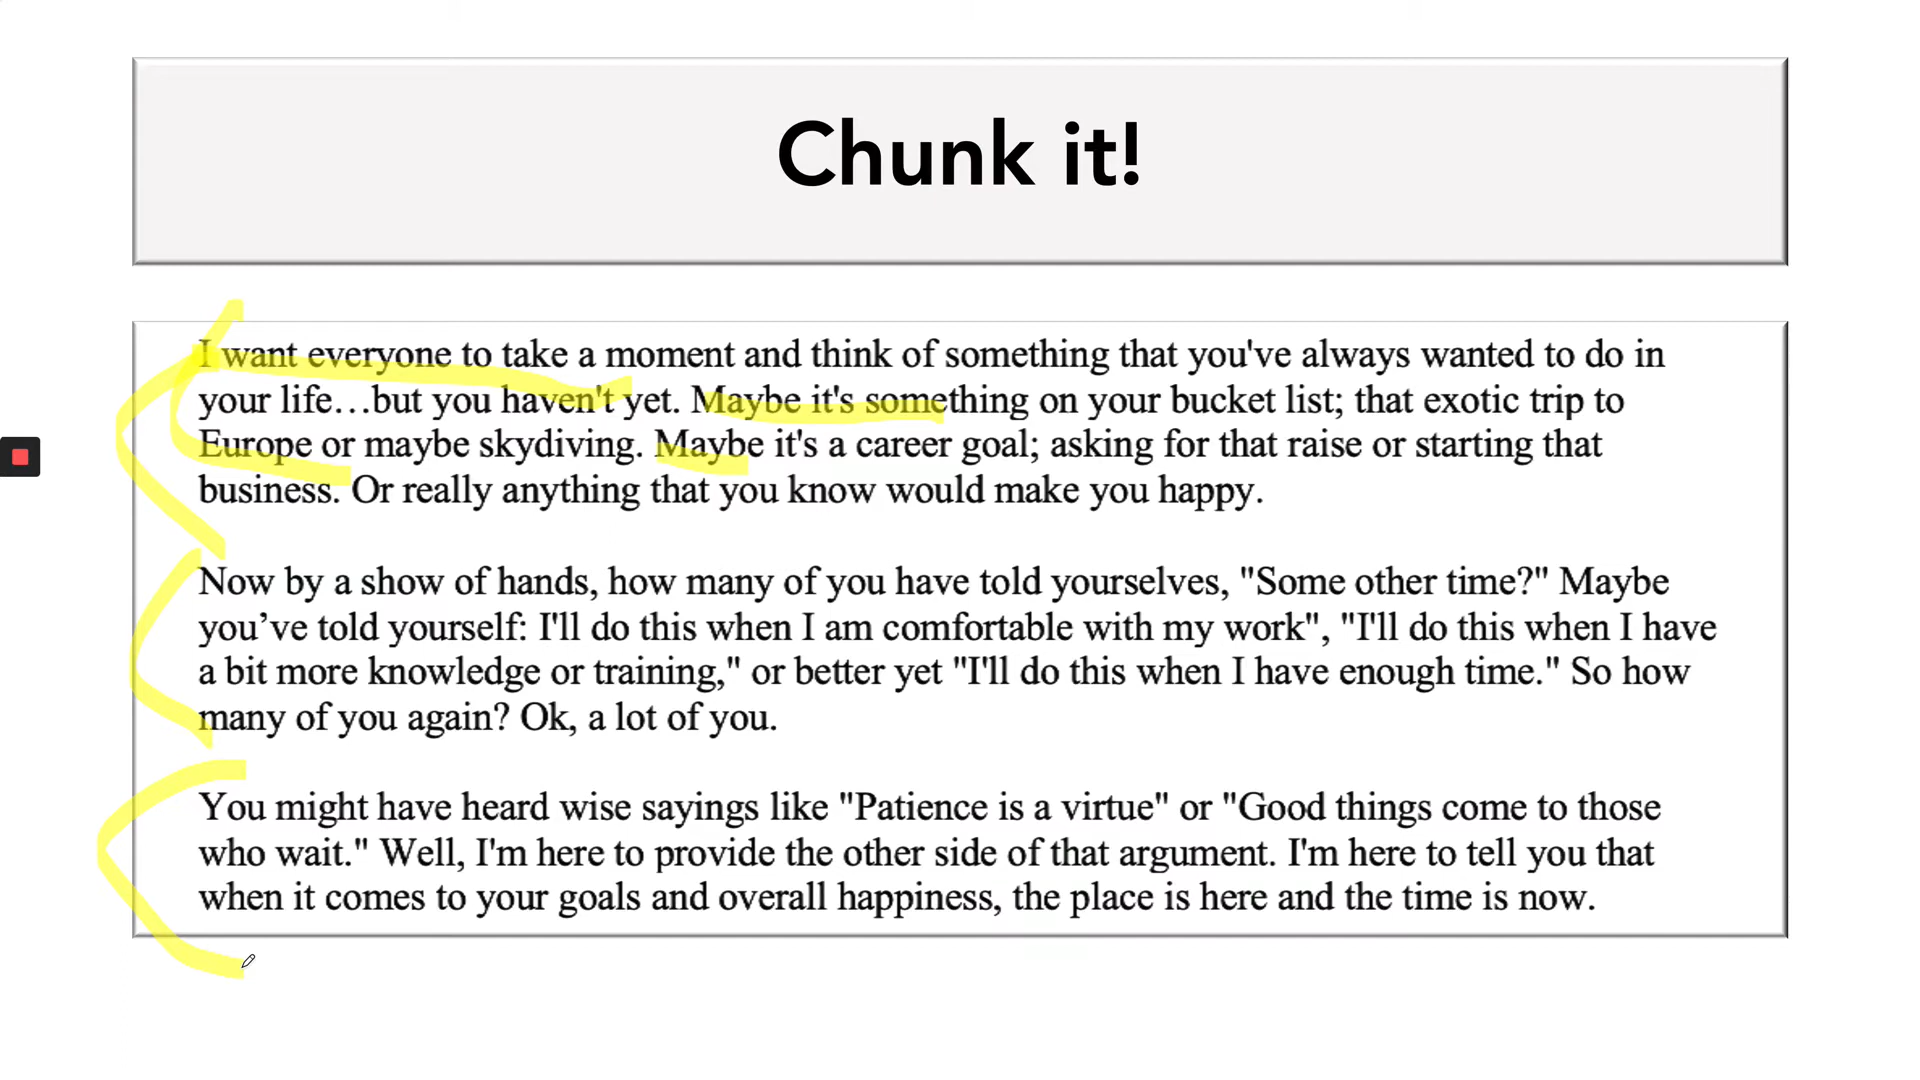 Chunk it!
I want everyone to take a moment and think of something that you've always wanted to do in
your life…but you haven't yet. Maybe it's something on your bucket list; that exotic trip to
Europe or maybe skydiving. Maybe it's a career goal; asking for that raise or starting that
business. Or really anything that you know would make you happy.
Now by a show of hands, how many of you have told yourselves, "Some other time?" Maybe
you’ve told yourself: I'll do this when I am comfortable with my work", "I'll do this when I have
a bit more knowledge or training," or better yet "I'll do this when I have enough time." So how
many of you again? Ok, a lot of you.
You might have heard wise sayings like "Patience is a virtue" or "Good things come to those
who wait." Well, I'm here to provide the other side of that argument. I'm here to tell you that
when it comes to your goals and overall happiness, the place is here and the time is now.